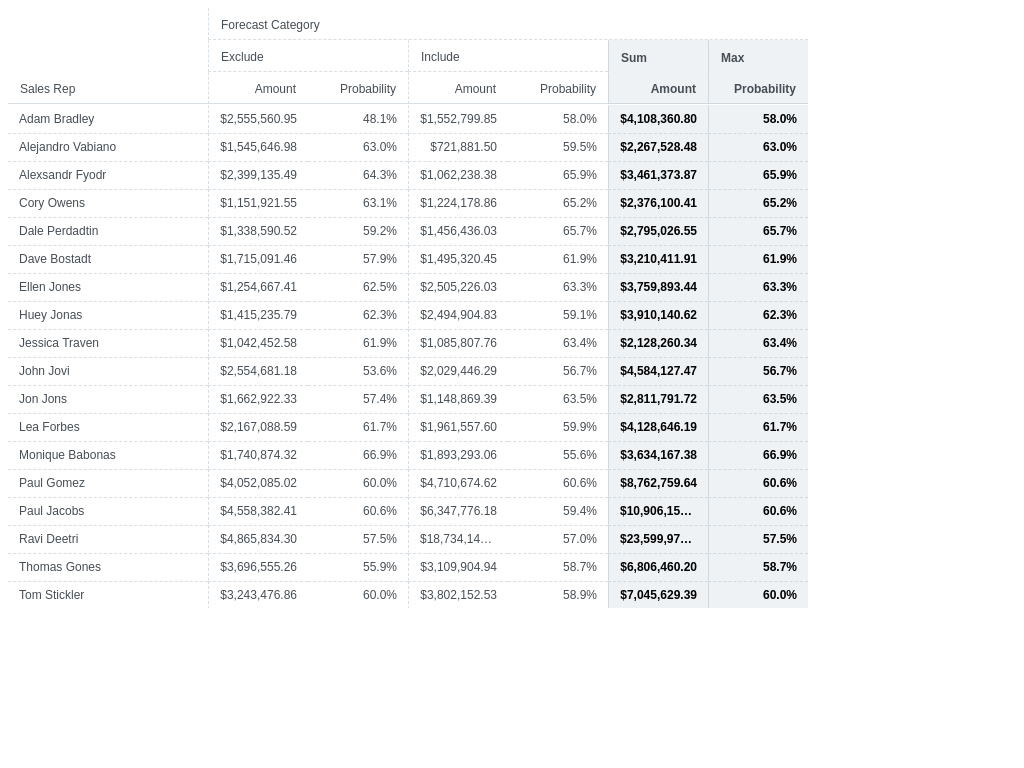 Forecast Category
Exclude Include Sum Max
Sales Rep Amount Probability Amount Probability Amount Probability
Adam Bradley $2,555,560.95 48.1% $1,552,799.85 58.0% $4,108,360.80 58.0%
Alejandro Vabiano $1,545,646.98 63.0% $721,881.50 59.5% $2,267,528.48 63.0%
Alexsandr Fyodr $2,399,135.49 64.3% $1,062,238.38 65.9% $3,461,373.87 65.9%
Cory Owens $1,151,921.55 63.1% $1,224,178.86 65.2% $2,376,100.41 65.2%
Dale Perdadtin $1,338,590.52 59.2% $1,456,436.03 65.7% $2,795,026.55 65.7%
Dave Bostadt $1,715,091.46 57.9% $1,495,320.45 61.9% $3,210,411.91 61.9%
Ellen Jones $1,254,667.41 62.5% $2,505,226.03 63.3% $3,759,893.44 63.3%
Huey Jonas $1,415,235.79 62.3% $2,494,904.83 59.1% $3,910,140.62 62.3%
Jessica Traven $1,042,452.58 61.9% $1,085,807.76 63.4% $2,128,260.34 63.4%
John Jovi $2,554,681.18 53.6% $2,029,446.29 56.7% $4,584,127.47 56.7%
Jon Jons $1,662,922.33 57.4% $1,148,869.39 63.5% $2,811,791.72 63.5%
Lea Forbes $2,167,088.59 61.7% $1,961,557.60 59.9% $4,128,646.19 61.7%
Monique Babonas $1,740,874.32 66.9% $1,893,293.06 55.6% $3,634,167.38 66.9%
Paul Gomez $4,052,085.02 60.0% $4,710,674.62 60.6% $8,762,759.64 60.6%
Paul Jacobs $4,558,382.41 60.6% $6,347,776.18 59.4% $10,906,15… 60.6%
Ravi Deetri $4,865,834.30 57.5% $18,734,14… 57.0% $23,599,97… 57.5%
Thomas Gones $3,696,555.26 55.9% $3,109,904.94 58.7% $6,806,460.20 58.7%
Tom Stickler $3,243,476.86 60.0% $3,802,152.53 58.9% $7,045,629.39 60.0%